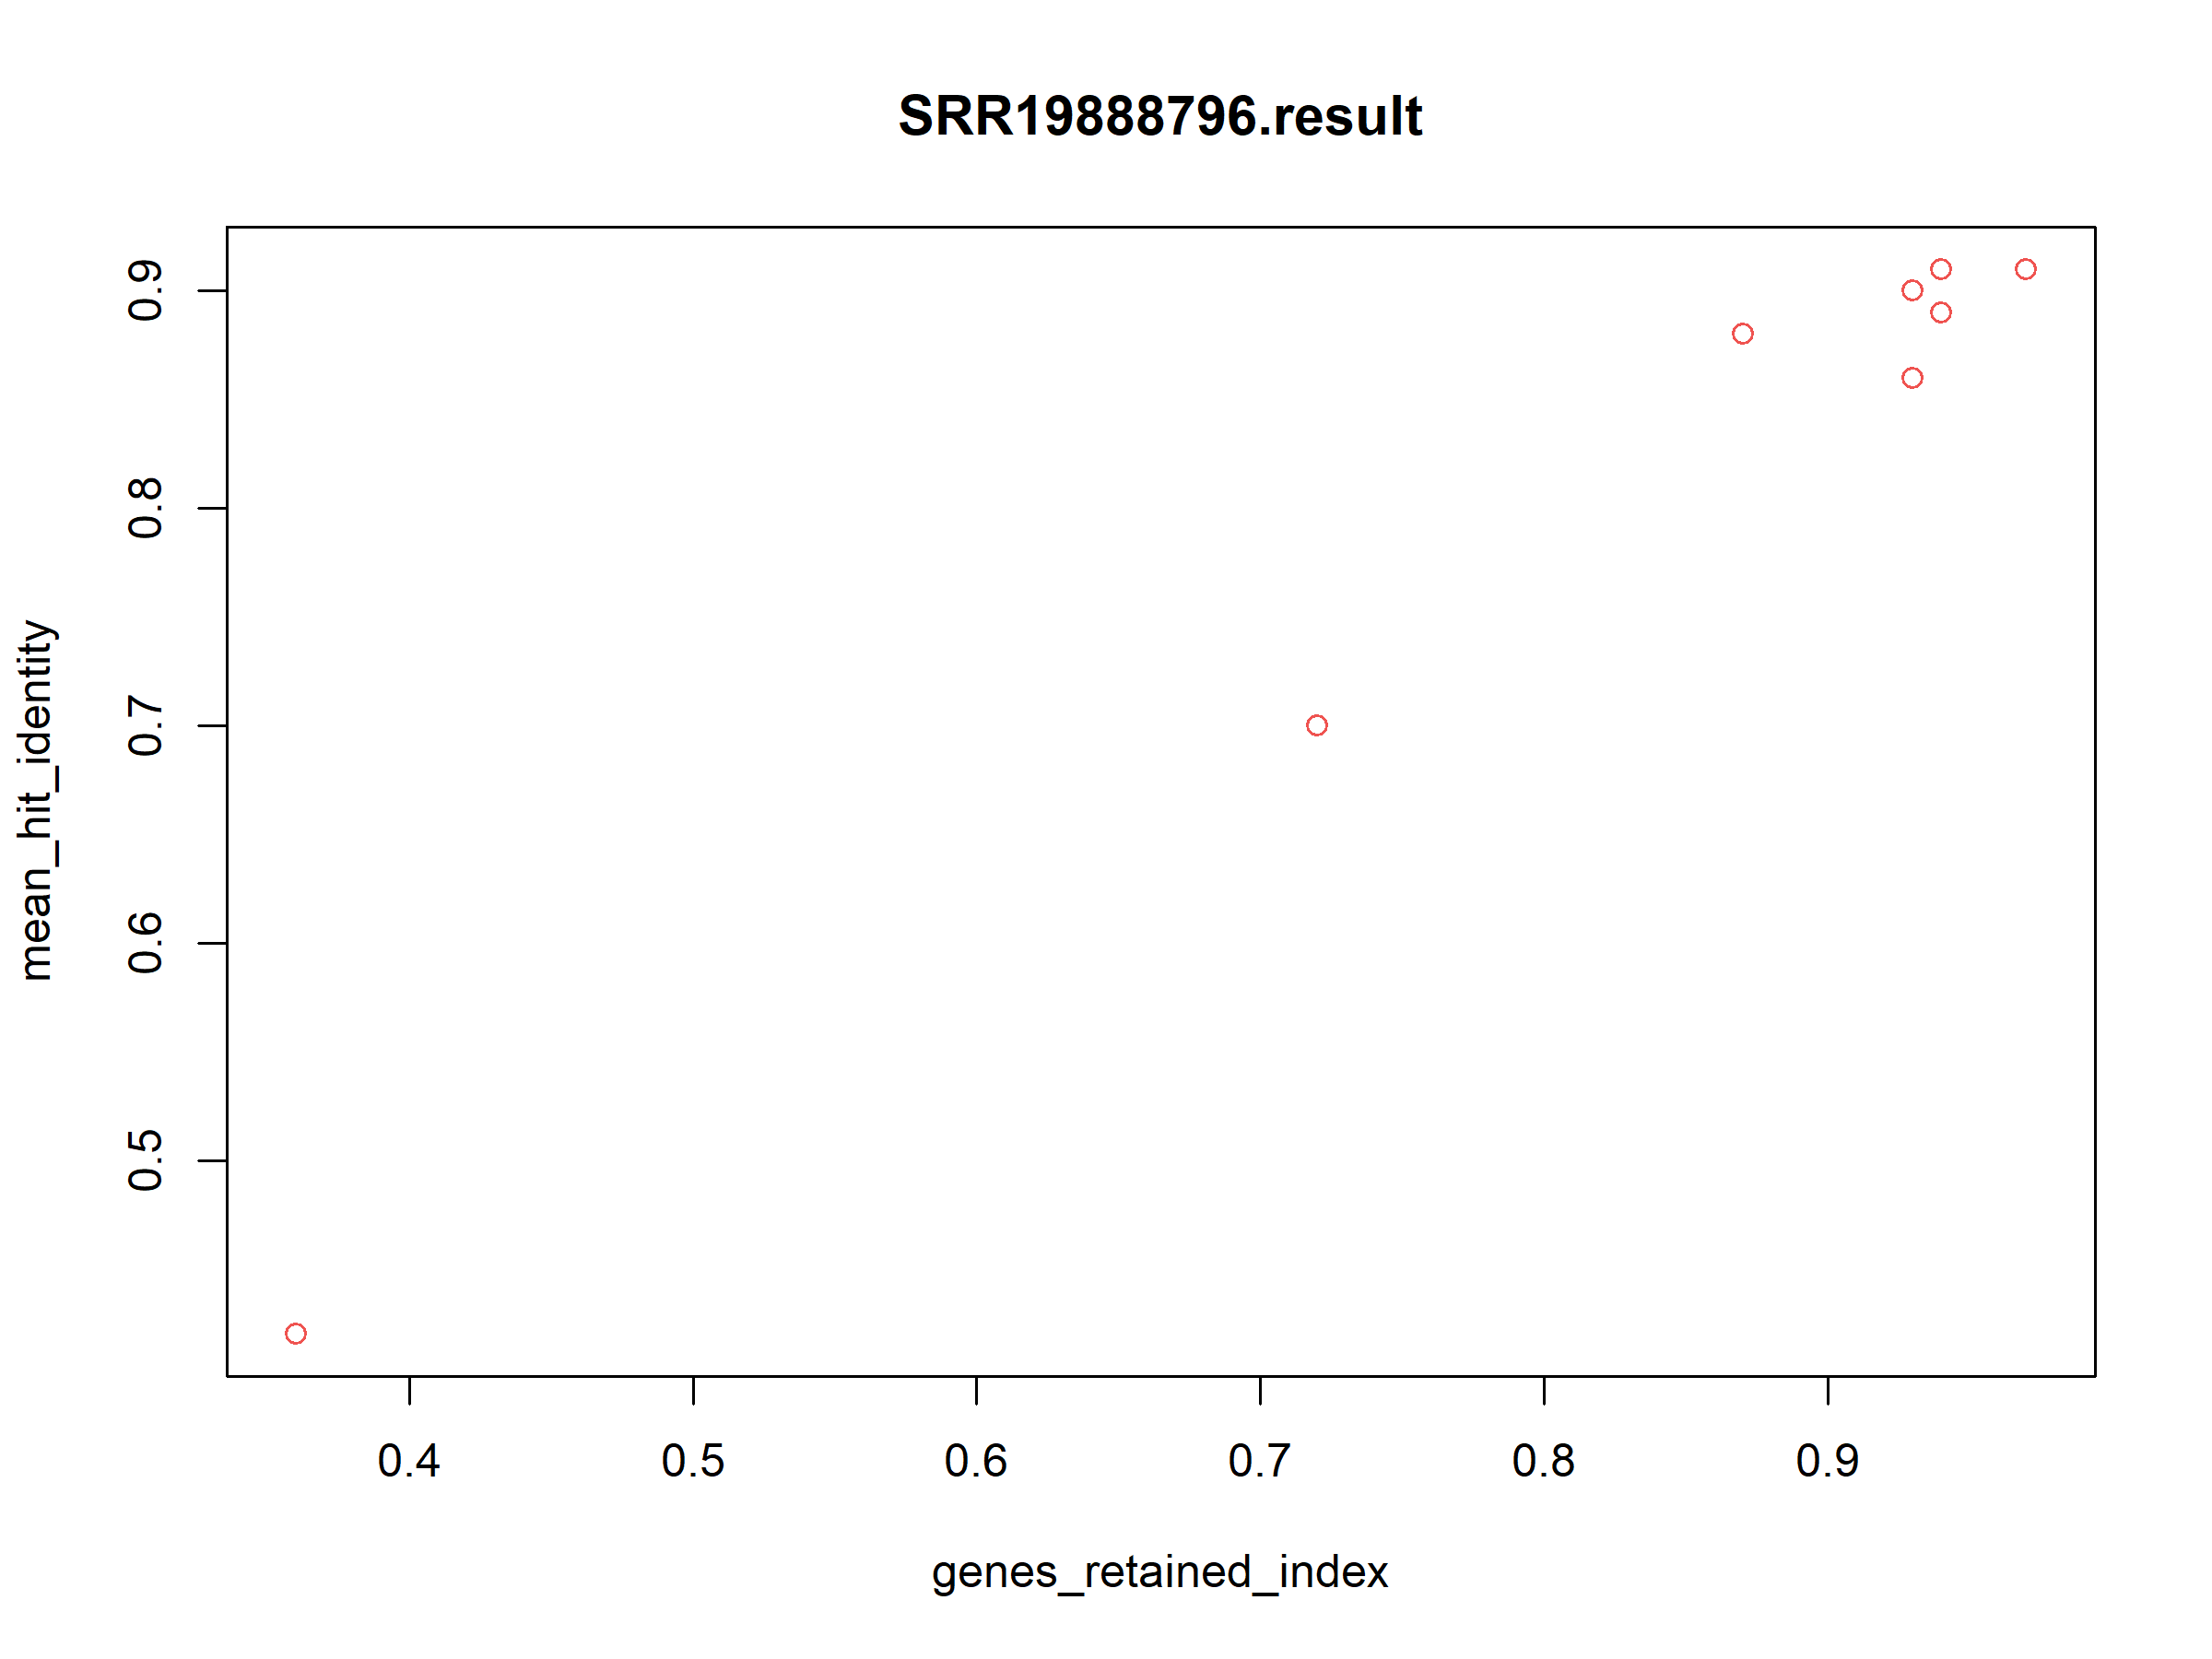 SRR19888796.result
0.9
0.8
0.7
0.6
0.5
mean_hit_identity
0.4 0.5 0.6 0.7 0.8 0.9
genes_retained_index